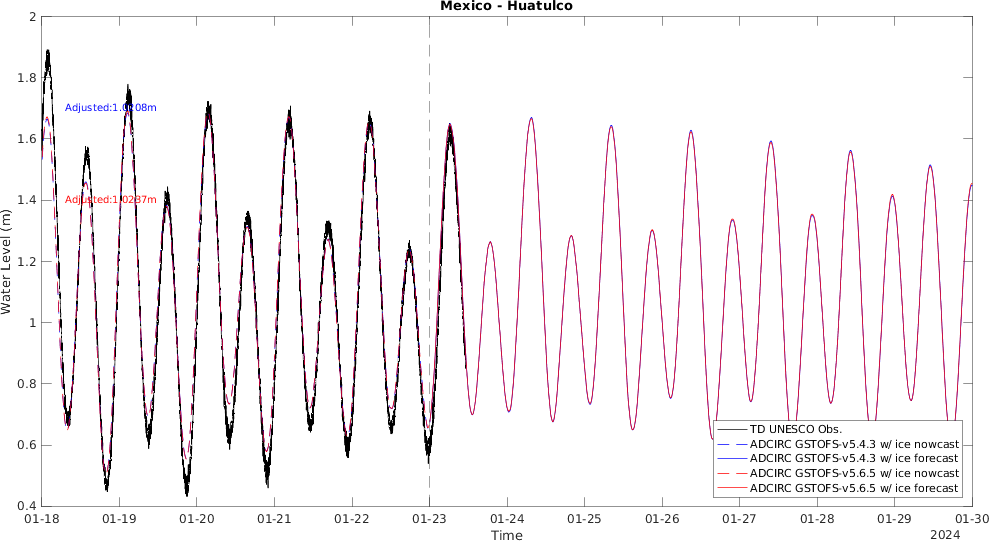 Mexico - Huatulco
2
1.8
1.6
1.4
1.2
1
0.8
0.6
0.4
Water Level (m)
Adjusted:1.0208m
Adjusted:1.0237m
TD UNESCO Obs.
ADCIRC GSTOFS-v5.4.3 w/ ice nowcast
ADCIRC GSTOFS-v5.4.3 w/ ice forecast
ADCIRC GSTOFS-v5.6.5 w/ ice nowcast
ADCIRC GSTOFS-v5.6.5 w/ ice forecast
01-18 01-19 01-20 01-21 01-22 01-23 01-24 01-25 01-26 01-27 01-28 01-29 01-30
Time
2024